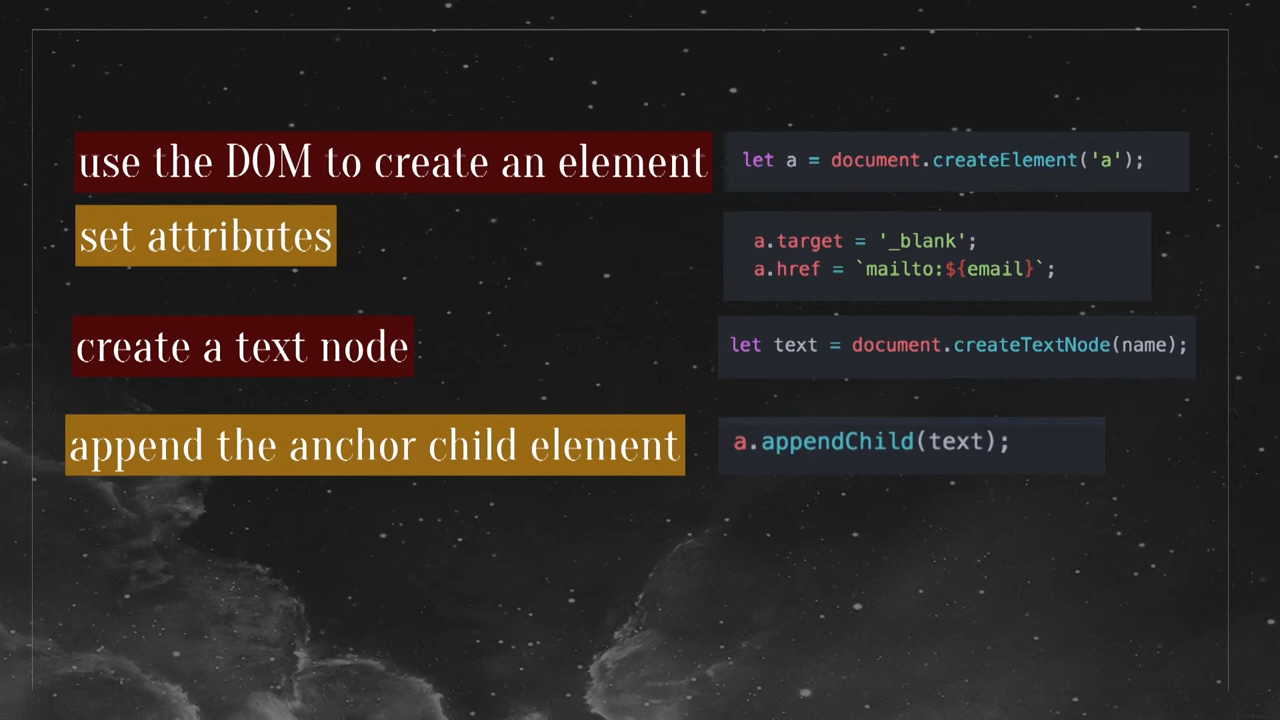 use the DOM to create an element
let a = document.createElement('a');
set attributes
a.target = '_blank';
a.href = `mailto:${email}`;
create a text node
let text = document.createTextNode(name);
append the anchor child element
a.appendChild(text);